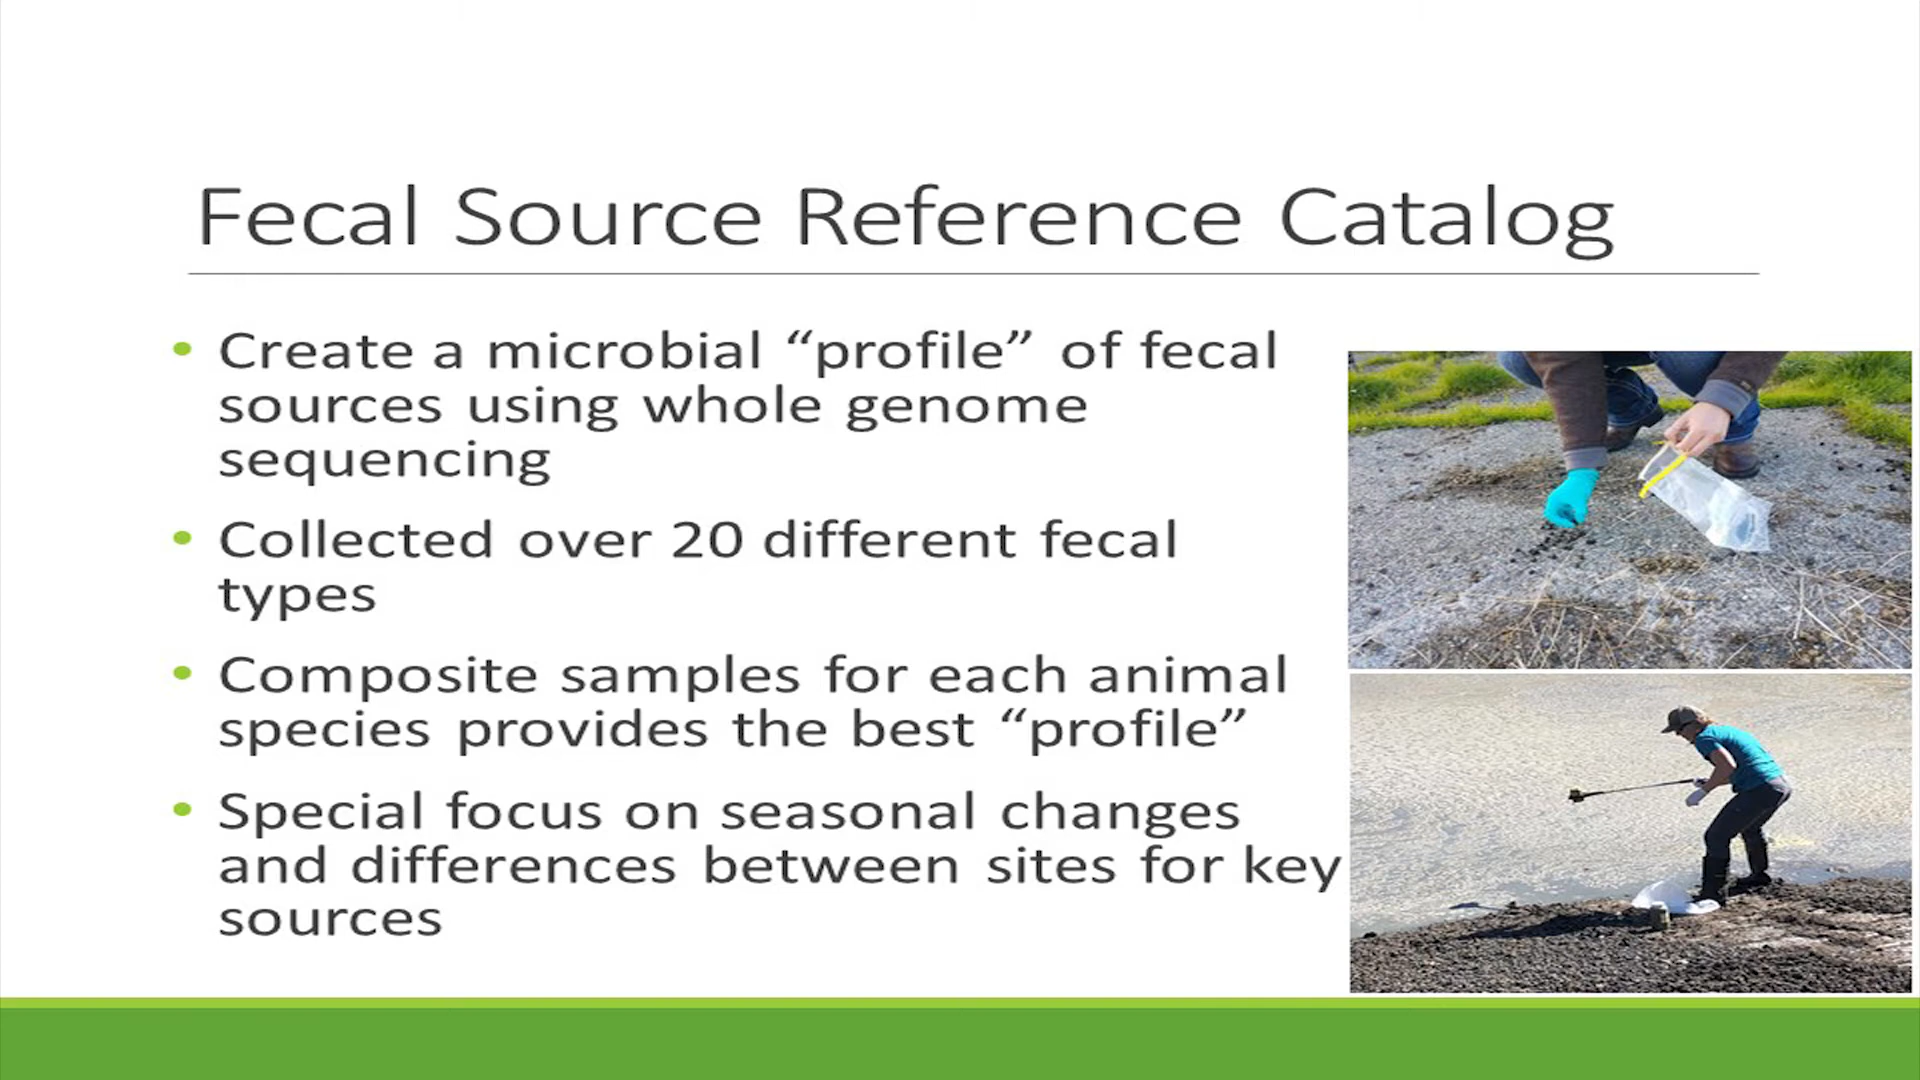 Fecal Source Reference Catalog
• Create a microbial “profile” of fecal
sources using whole genome
sequencing
• Collected over 20 different fecal
types
• Composite samples for each animal
species provides the best “profile”
• Special focus on seasonal changes
and differences between sites for key
sources